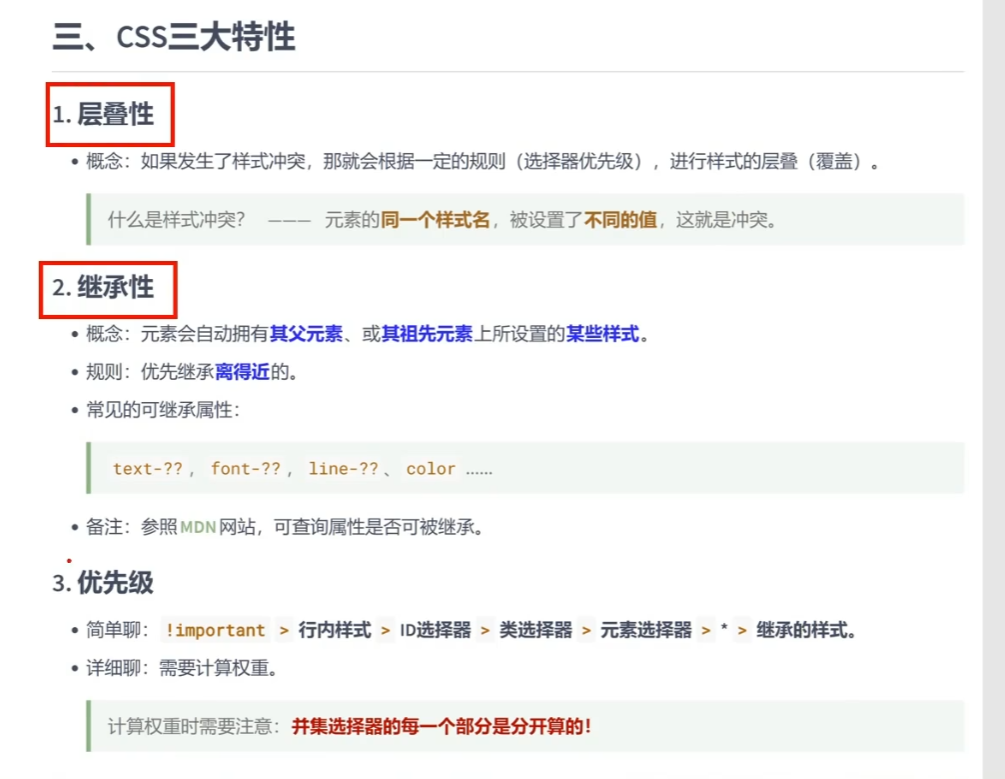 三、CSS三大特性
1. 层叠性
• 概念：如果发生了样式冲突，那就会根据一定的规则（选择器优先级），进行样式的层叠（覆盖）。
什么是样式冲突？ ——— 元素的同一个样式名，被设置了不同的值，这就是冲突。
2. 继承性
• 概念：元素会自动拥有其父元素、或其祖先元素上所设置的某些样式。
• 规则：优先继承离得近的。
• 常见的可继承属性：
text-??， font-??， line-??、 color ......
• 备注：参照MDN网站，可查询属性是否可被继承。
3. 优先级
• 简单聊： !important > 行内样式 > ID选择器 > 类选择器 > 元素选择器 > * > 继承的样式。
• 详细聊：需要计算权重。
计算权重时需要注意：并集选择器的每一个部分是分开算的！